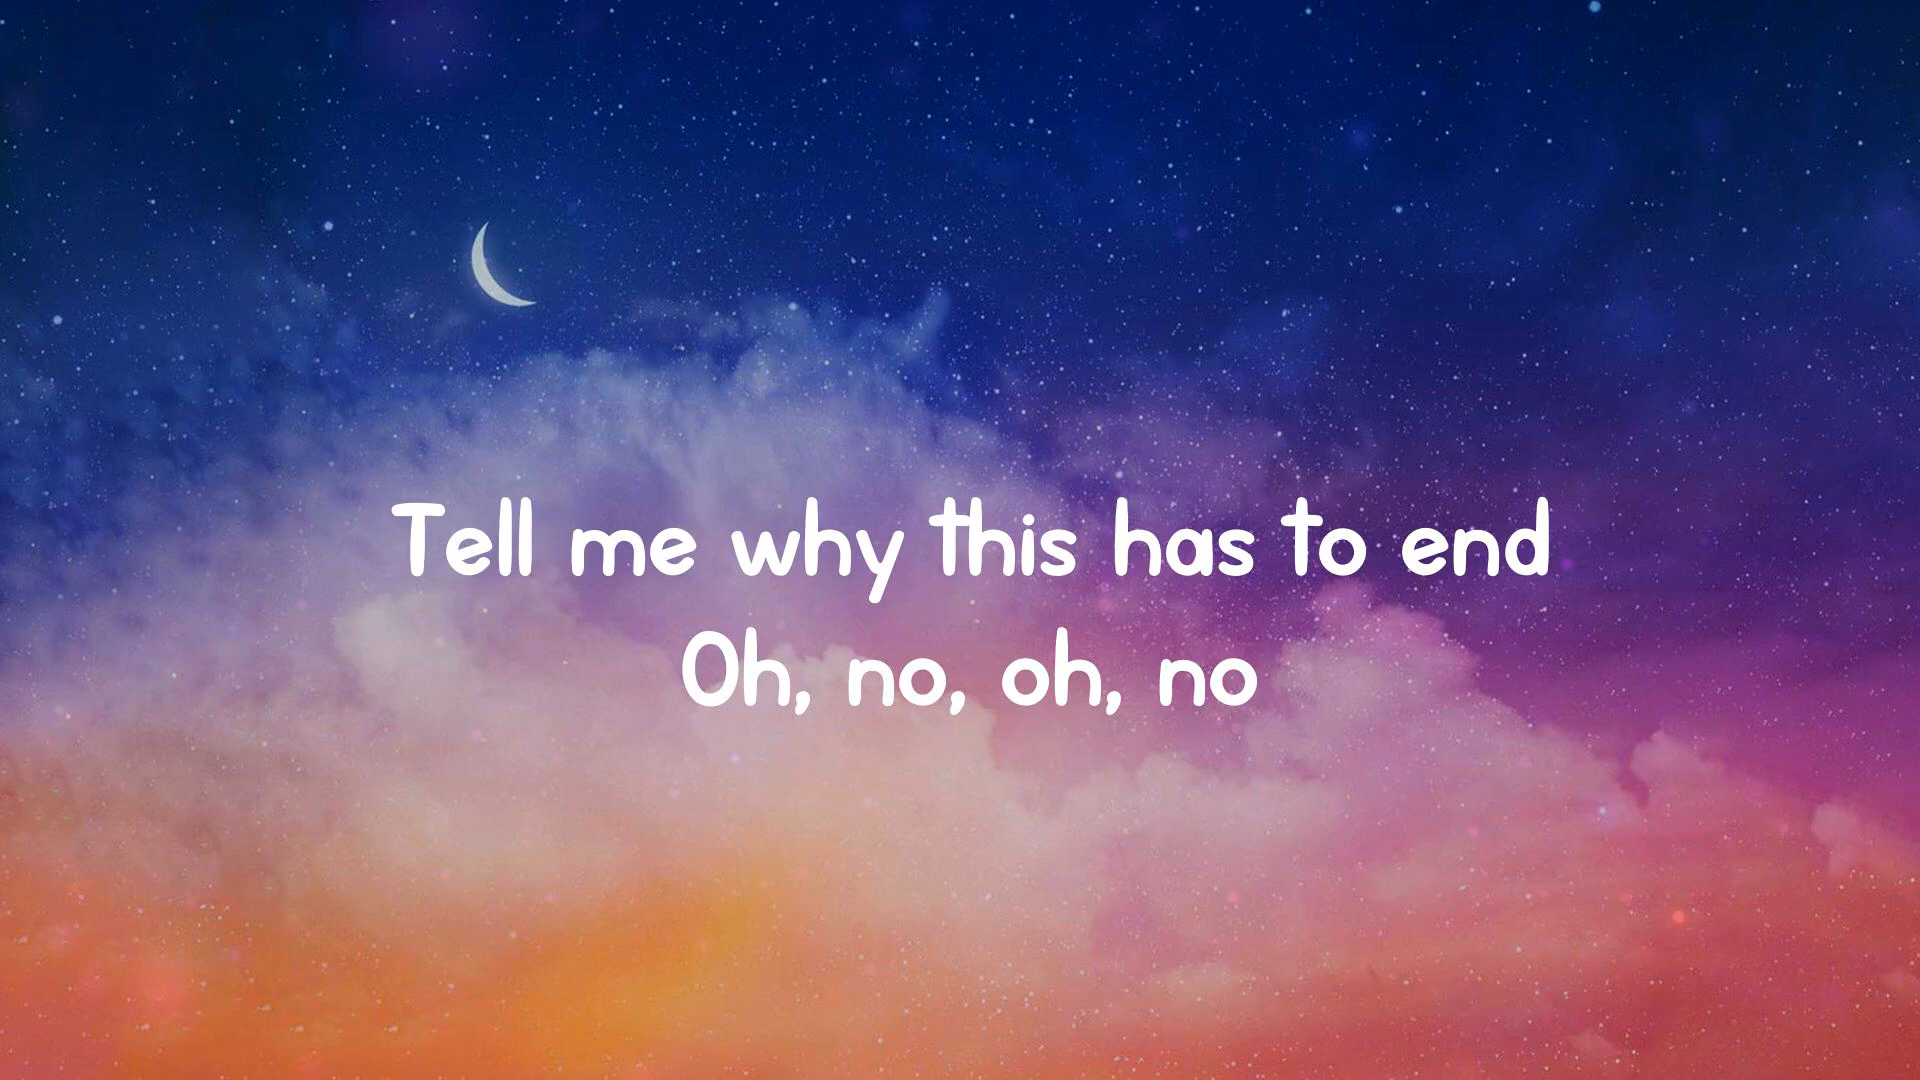 Tell me why this has to end
Oh, no, oh, no